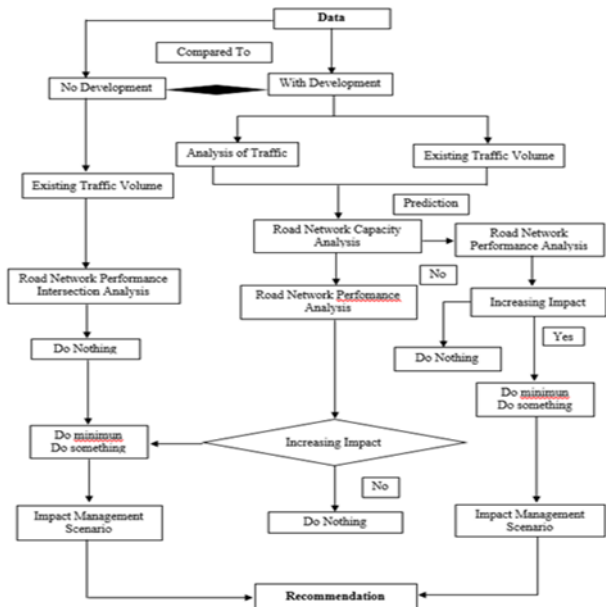 Data
Compared To
No Development
With Development
Analysis of Traffic
Existing Traffic Volume
Existing Traffic Volume
Prediction
Road Network Capacity
Analysis
Road Network
Performance Analysis
Road Network Performance
Intersection Analysis
No
Road Network Perfomance
Analysis
Increasing Impact
Do Nothing
Do Nothing
Yes
Do minimun
Do something
Do minimun
Do something
Increasing Impact
No
Impact Management
Scenario
Do Nothing
Impact Management
Scenario
Recommendation